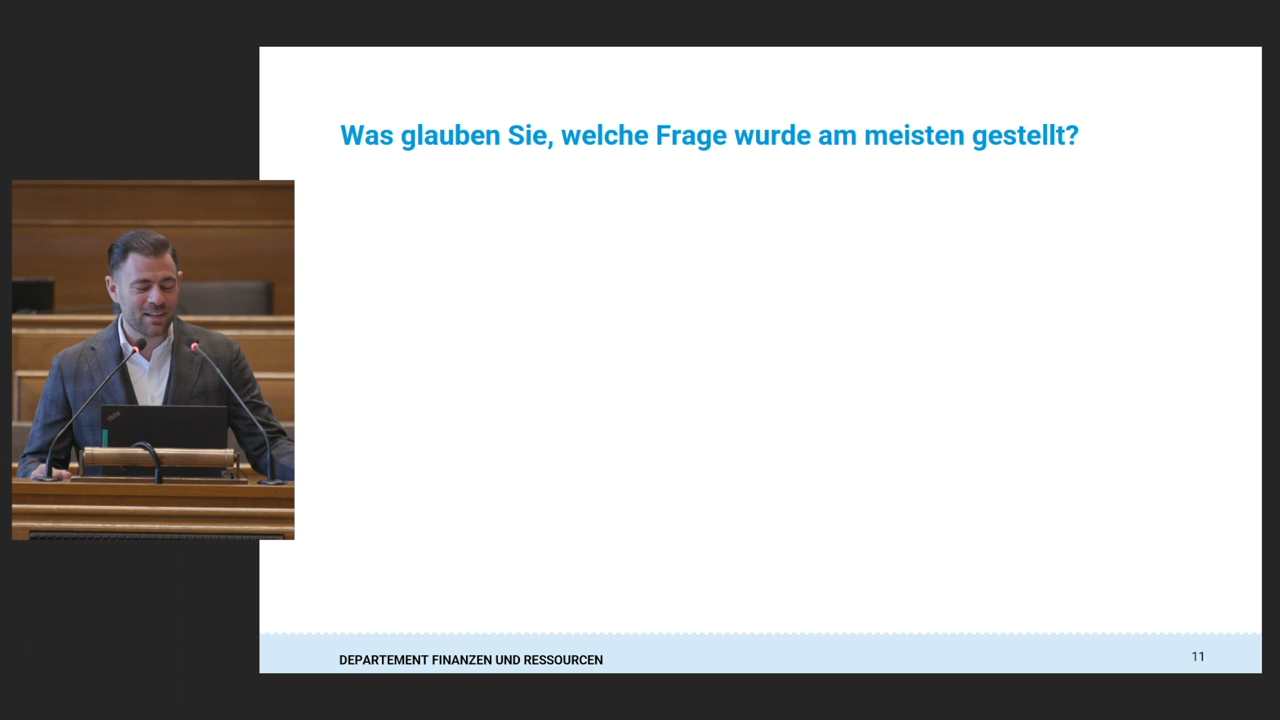 Was glauben Sie, welche Frage wurde am meisten gestellt?
DEPARTEMENT FINANZEN UND RESSOURCEN
11